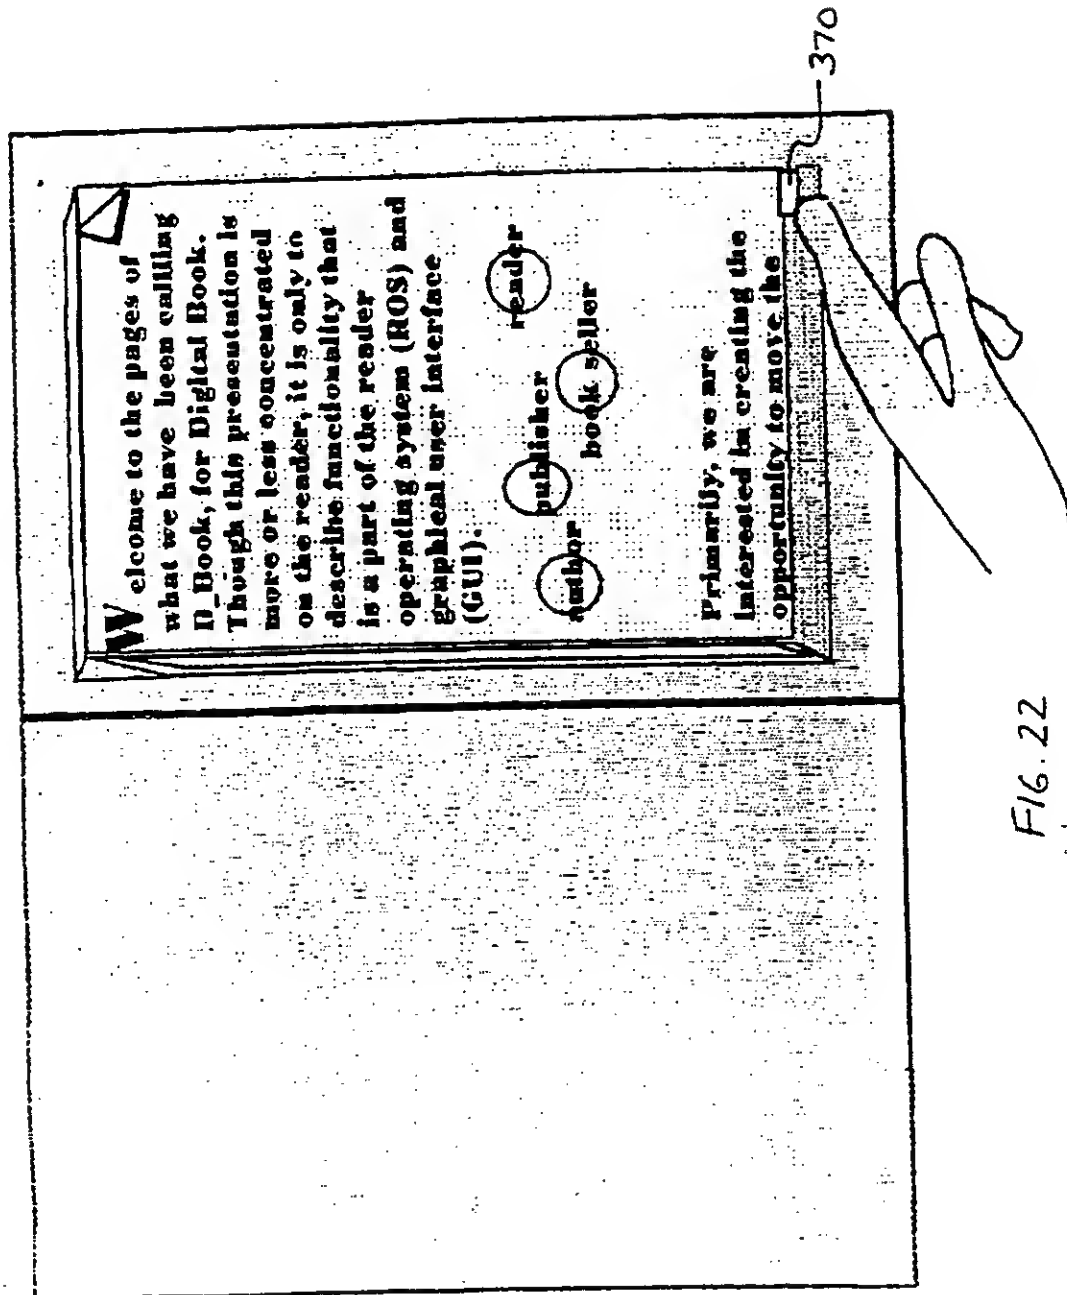 Welcome to the pages of
what we have been calling
D_Book, for Digital Book.
Though this presentation is
more or less concentrated
on the reader, it is only to
describe functionality that
is a part of the reader
operating system (ROS) and
graphical user interface
(GUI).
author
publisher
book seller
reader
Primarily, we are
interested in creating the
opportunity to move the
370
FIG. 22